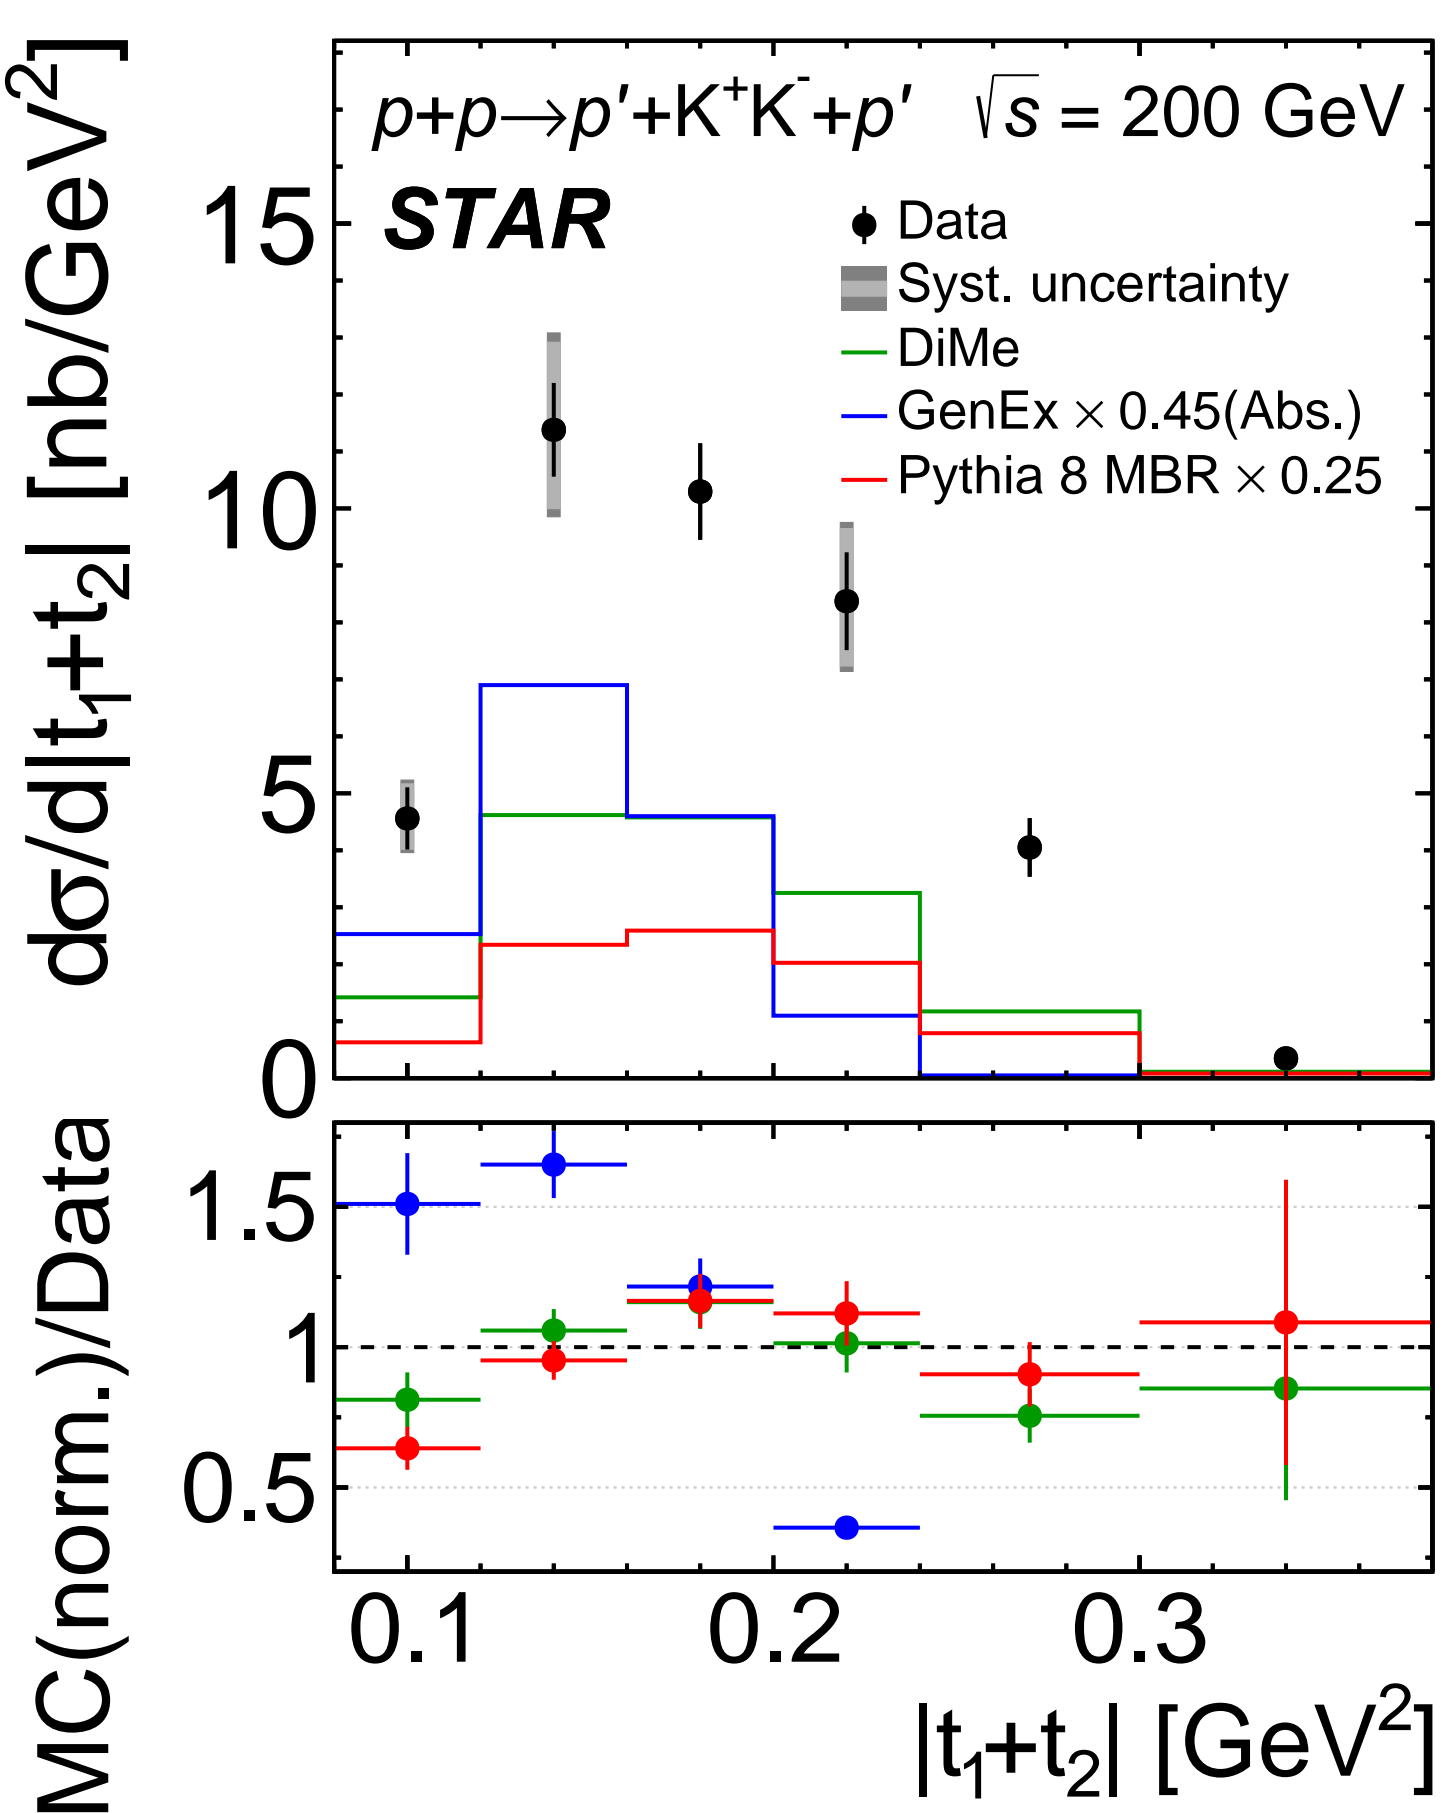 p+p→p'+K⁺K⁻+p' √s = 200 GeV
STAR
Data
Syst. uncertainty
DiMe
GenEx × 0.45(Abs.)
Pythia 8 MBR × 0.25
dσ/d|t₁+t₂| [nb/GeV²]
15
10
5
0
MC(norm.)/Data
1.5
1
0.5
0.1 0.2 0.3
|t₁+t₂| [GeV²]